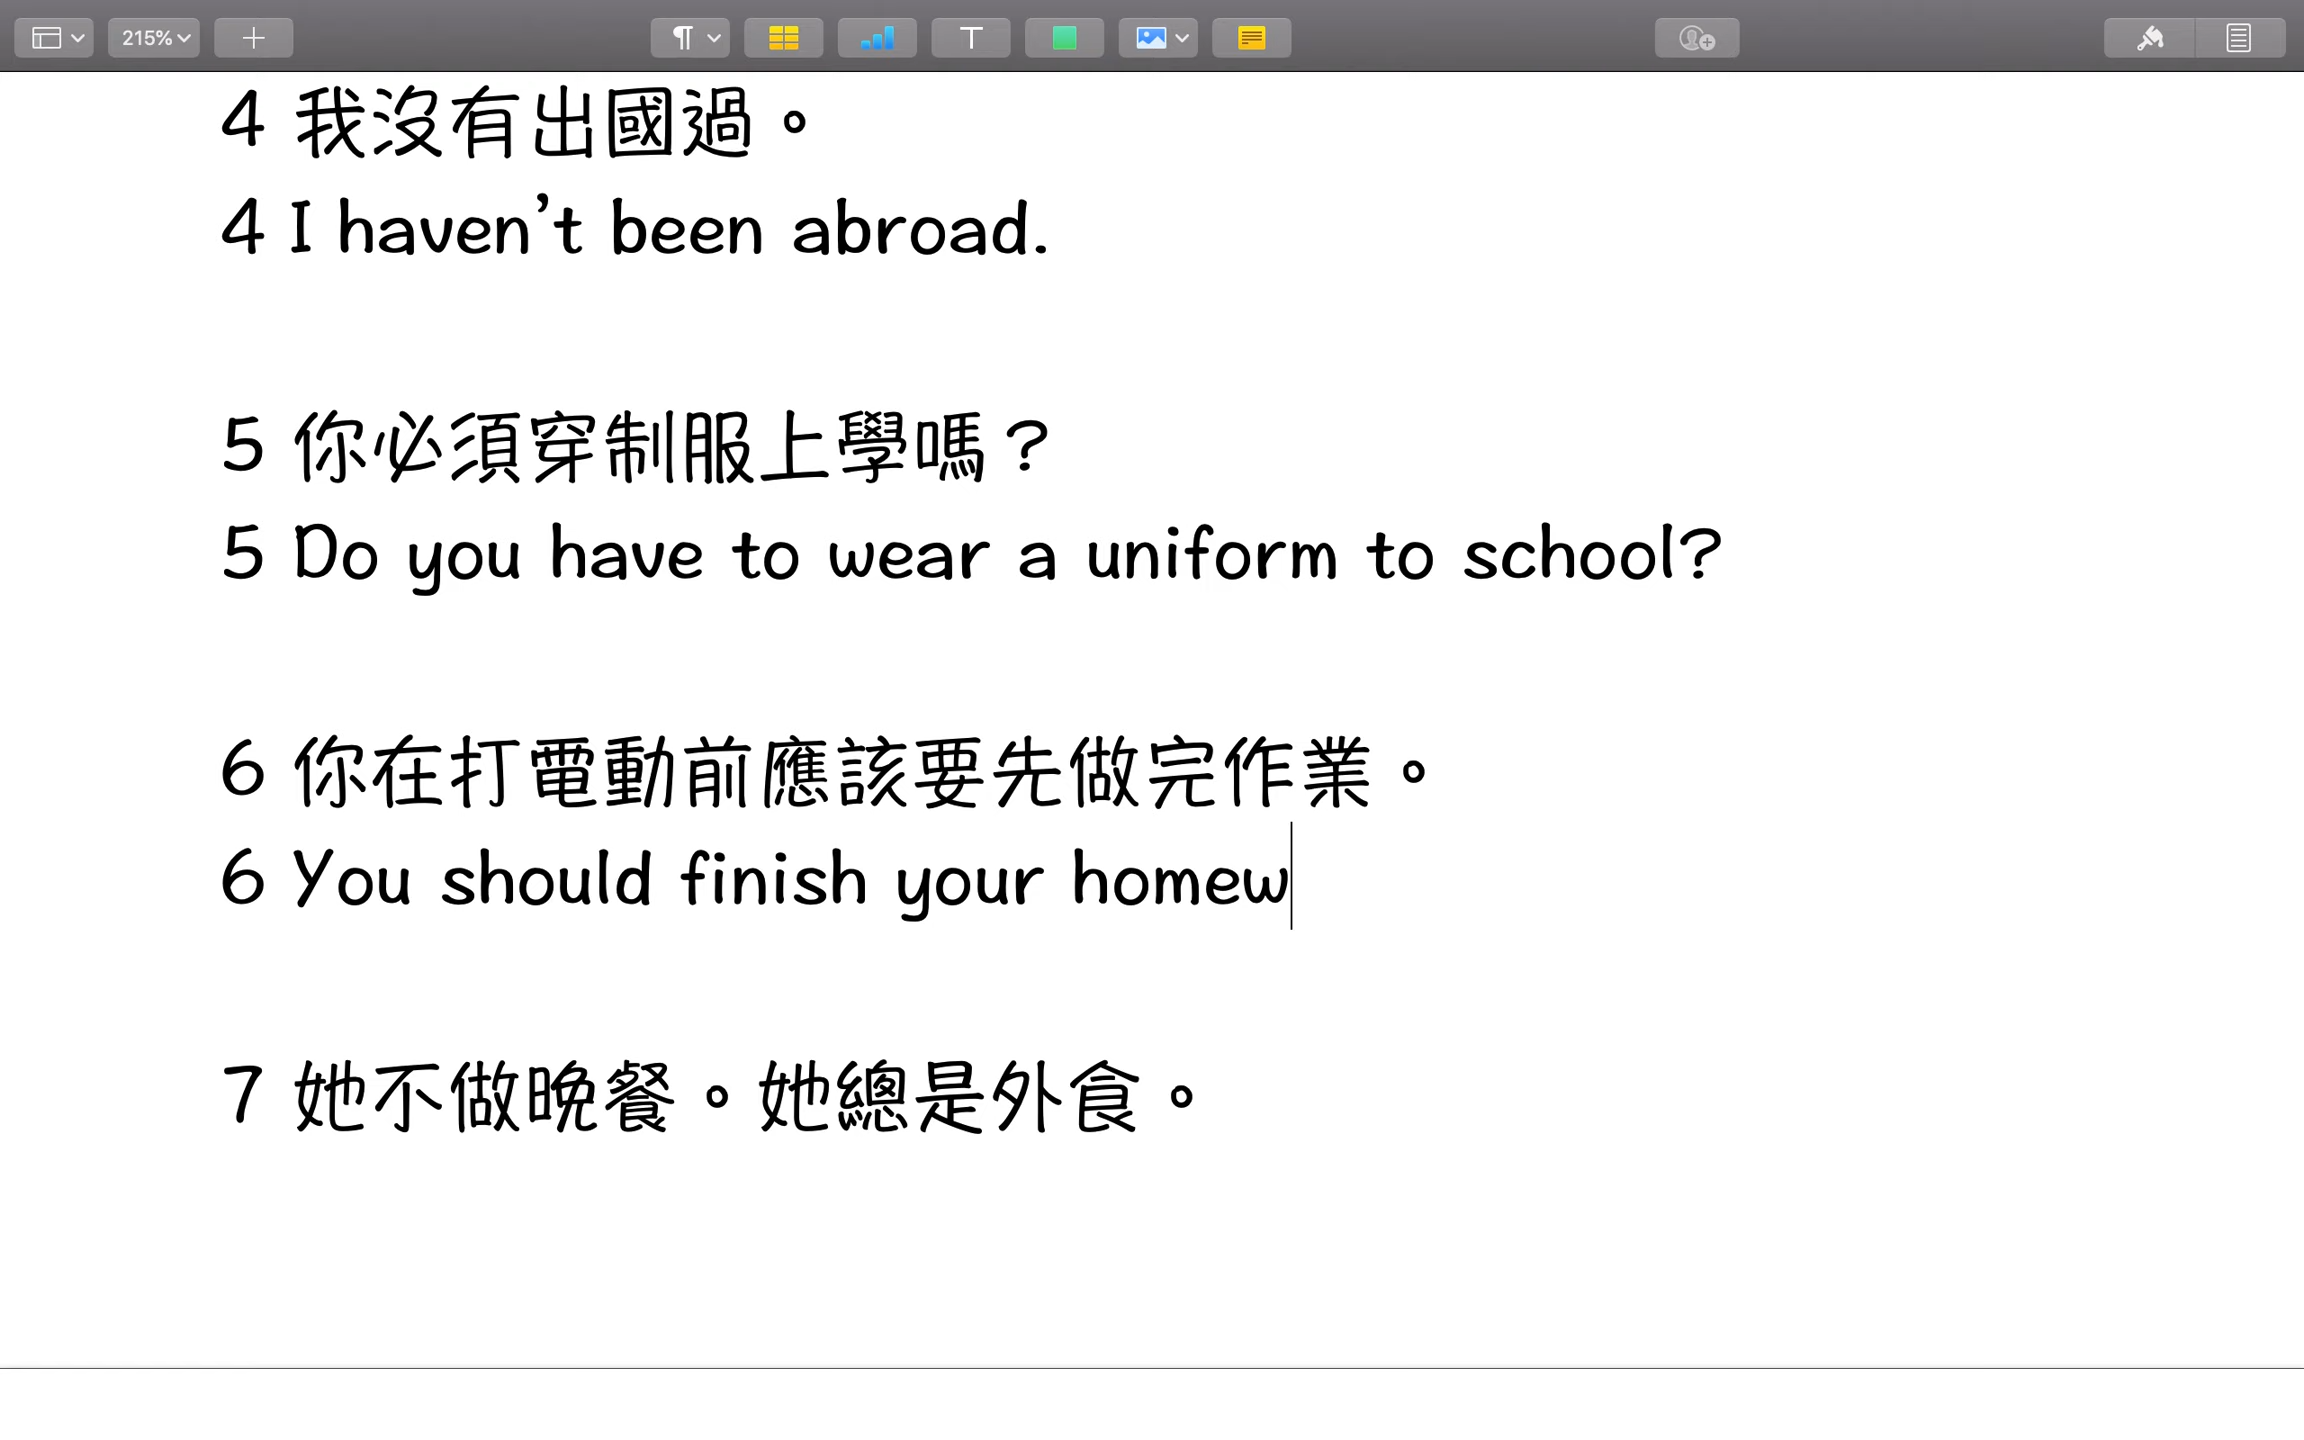 215%
4 我沒有出國過。
4 I haven't been abroad.
5 你必須穿制服上學嗎？
5 Do you have to wear a uniform to school?
6 你在打電動前應該要先做完作業。
6 You should finish your homew
7 她不做晚餐。她總是外食。